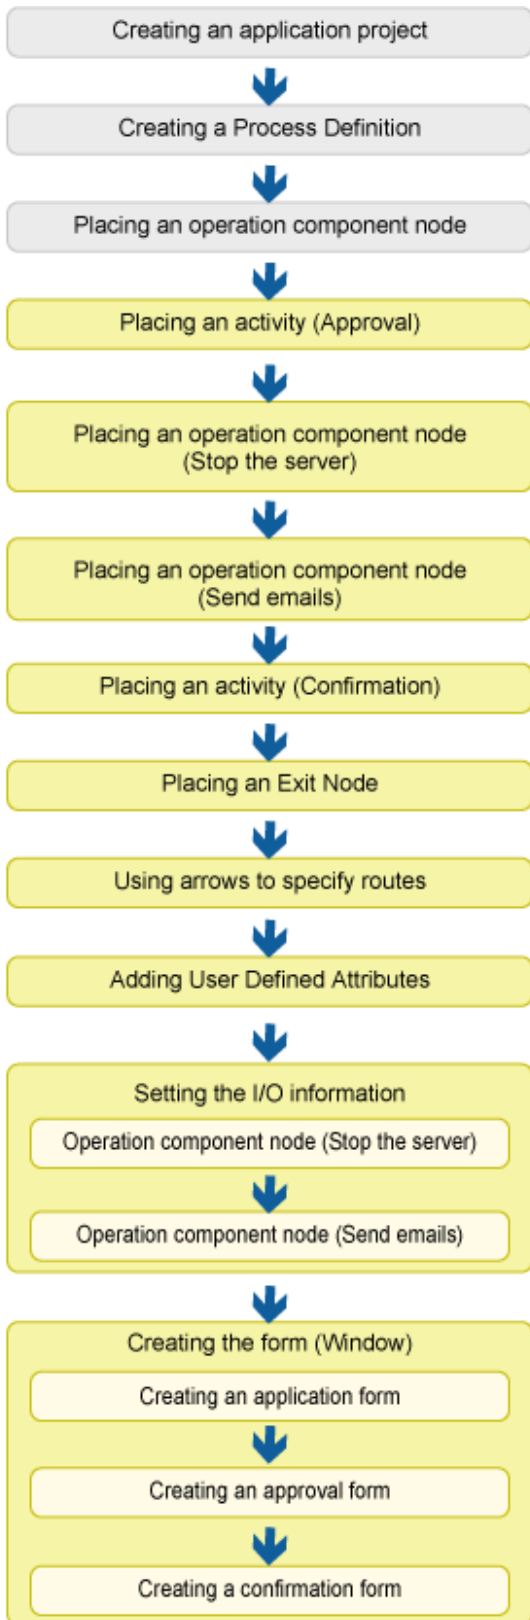 Creating an application project
Creating a Process Definition
Placing an operation component node
Placing an activity (Approval)
Placing an operation component node
(Stop the server)
Placing an operation component node
(Send emails)
Placing an activity (Confirmation)
Placing an Exit Node
Using arrows to specify routes
Adding User Defined Attributes
Setting the I/O information
Operation component node (Stop the server)
Operation component node (Send emails)
Creating the form (Window)
Creating an application form
Creating an approval form
Creating a confirmation form